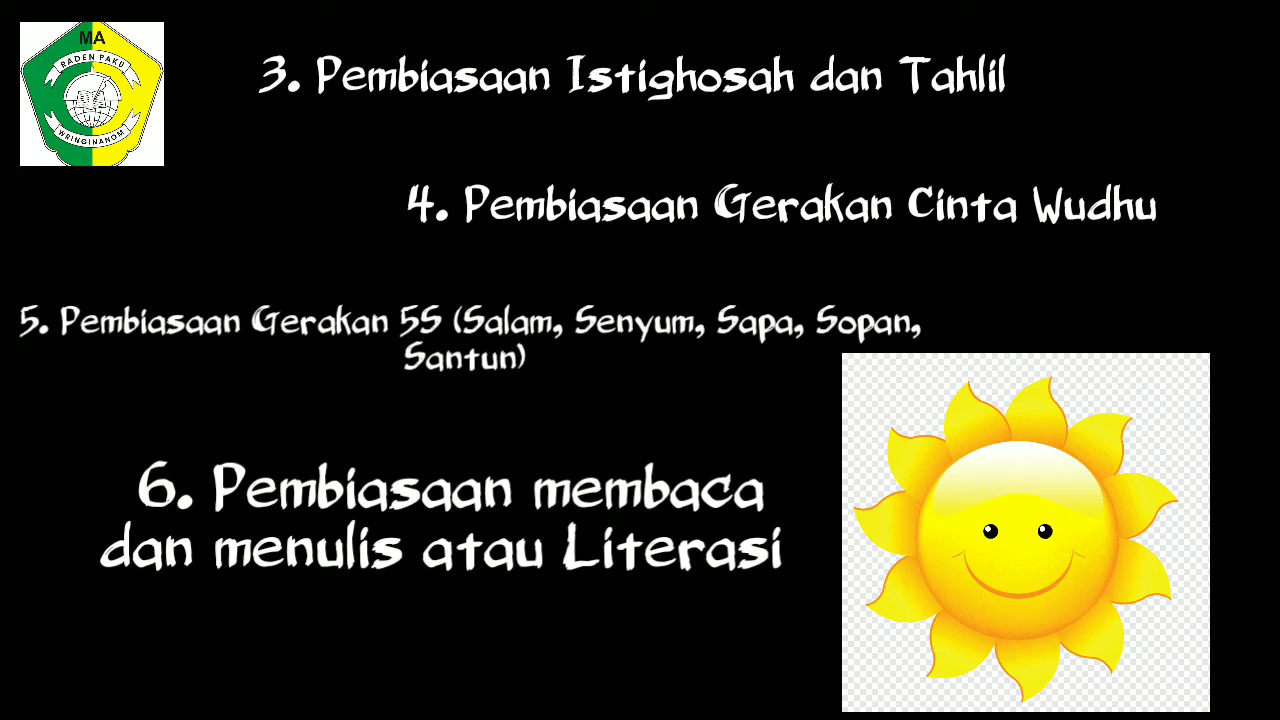 MA
RADEN PAKU
WRINGINANOM
3. Pembiasaan Istighosah dan Tahlil
4. Pembiasaan Gerakan Cinta Wudhu
5. Pembiasaan Gerakan 5S (Salam, Senyum, Sapa, Sopan,
Santun)
6. Pembiasaan membaca
dan menulis atau Literasi